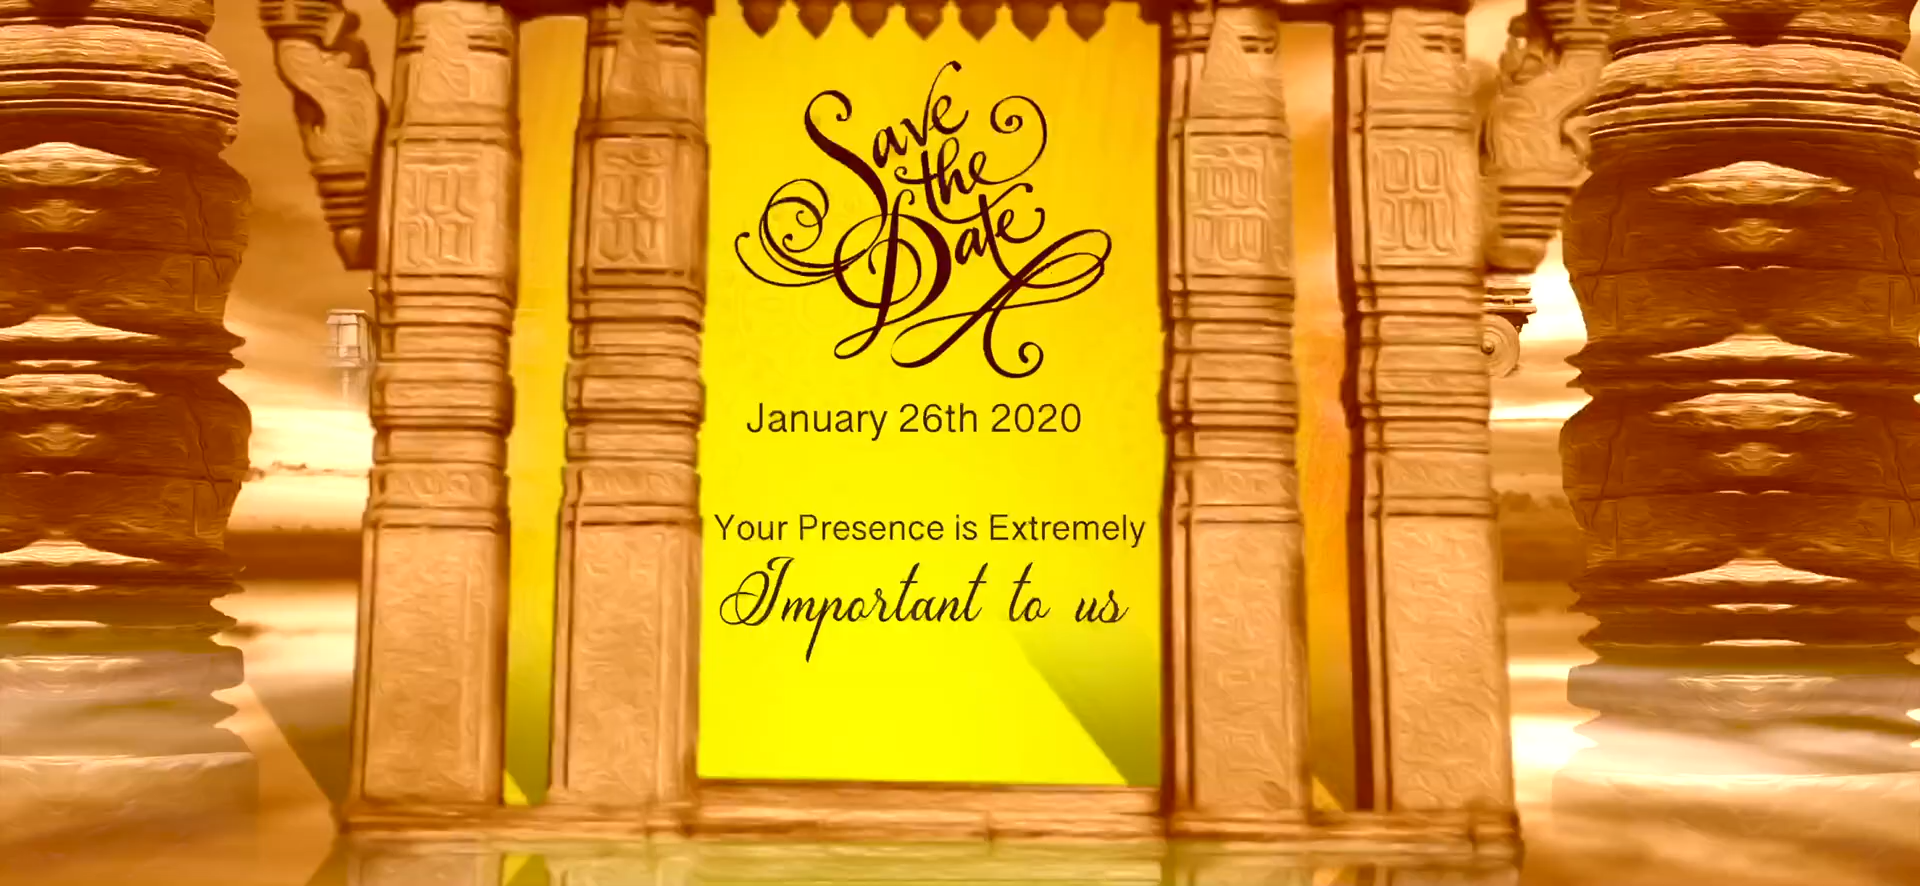 Save
the
Date
January 26th 2020
Your Presence is Extremely
Important to us